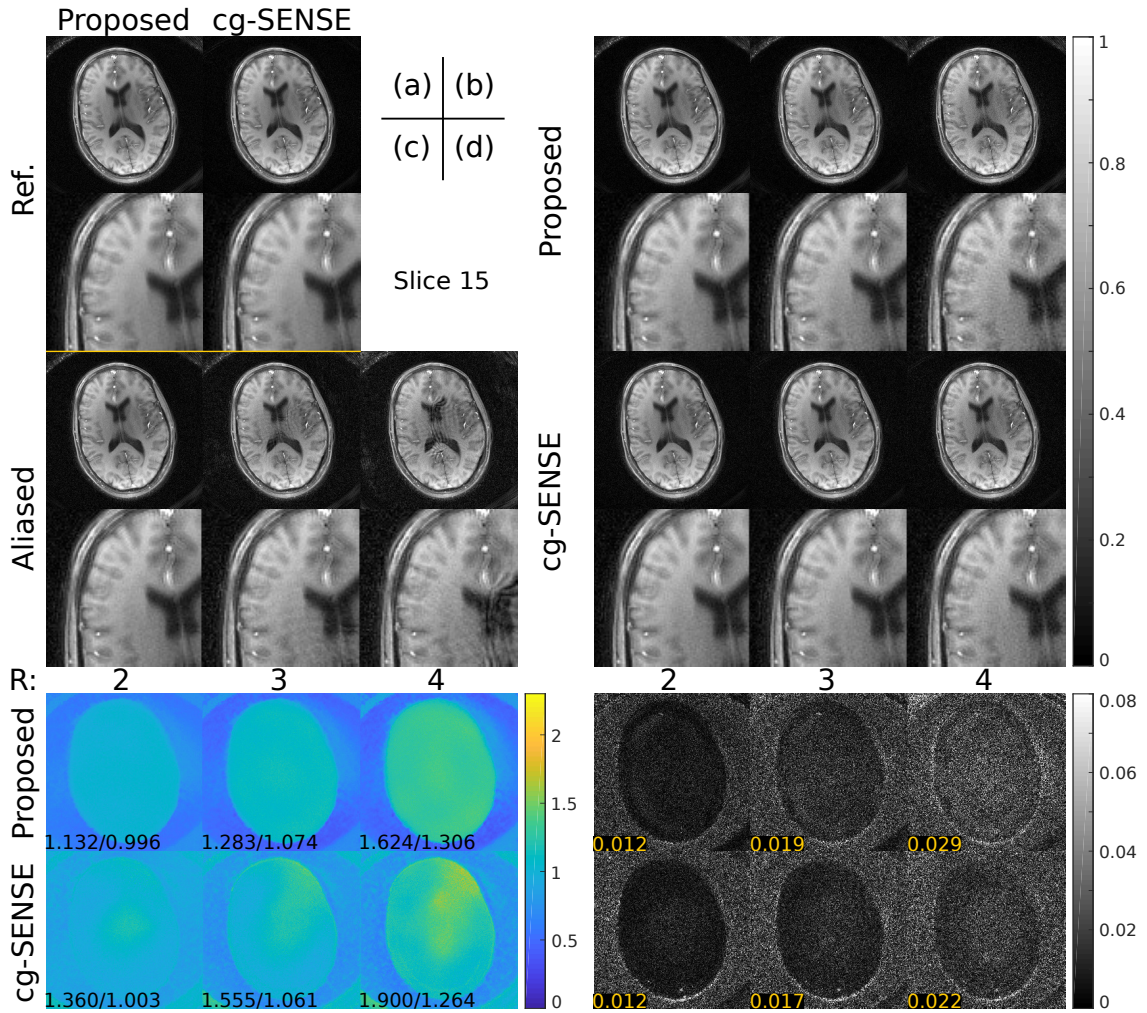 Proposed cg-SENSE
Ref.
(a) (b)
(c) (d)
Slice 15
Aliased
Proposed
cg-SENSE
1
0.8
0.6
0.4
0.2
0
R: 2 3 4
Proposed
1.132/0.996 1.283/1.074 1.624/1.306
cg-SENSE
1.360/1.003 1.555/1.061 1.900/1.264
2
1.5
1
0.5
0
2 3 4
0.012 0.019 0.029
0.012 0.017 0.022
0.08
0.06
0.04
0.02
0